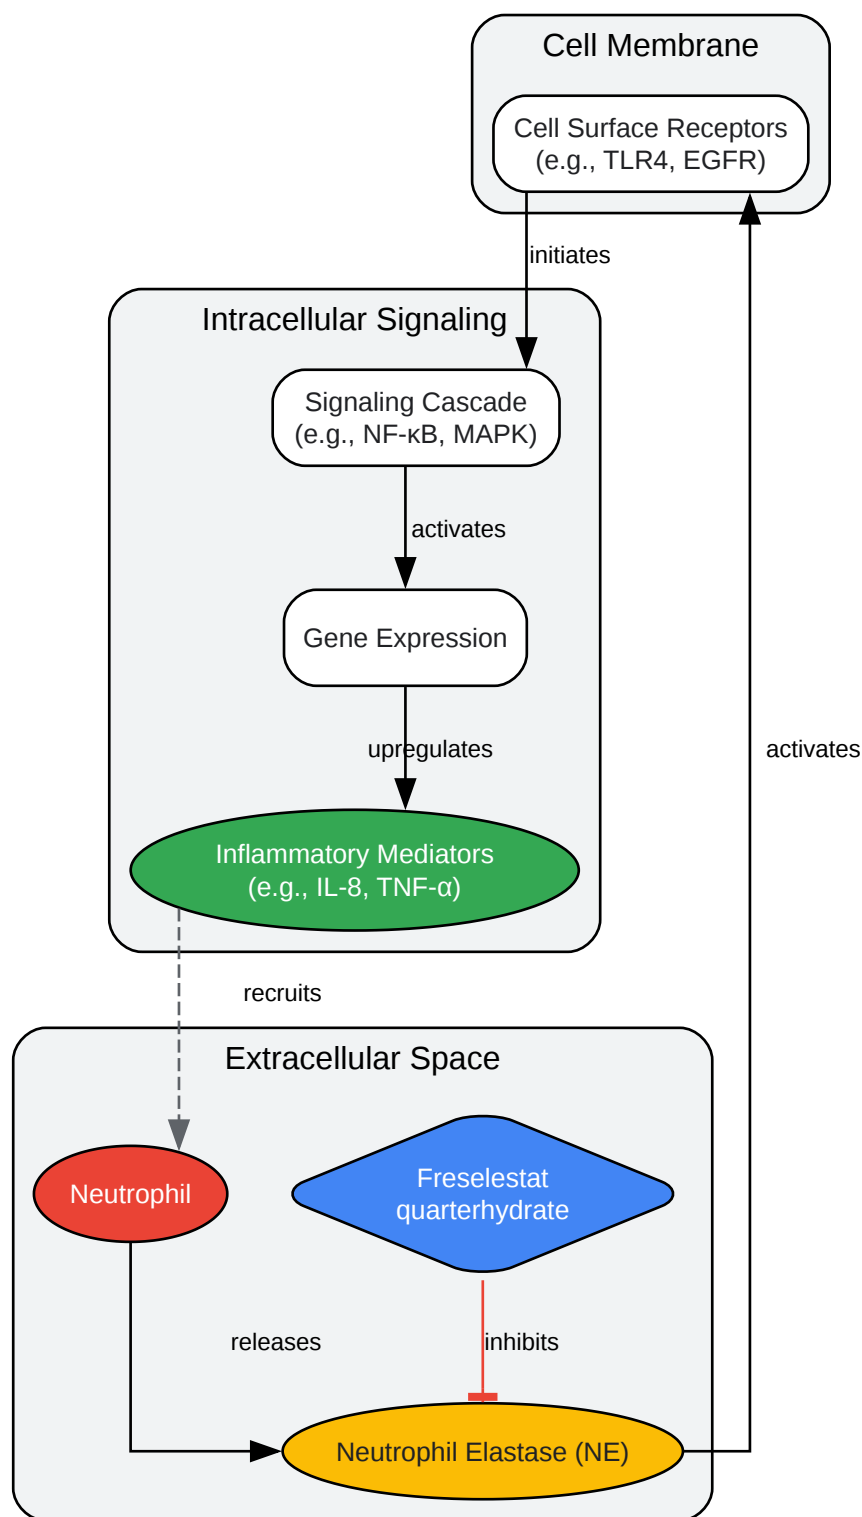 Cell Membrane
Cell Surface Receptors
(e.g., TLR4, EGFR)
initiates
Intracellular Signaling
Signaling Cascade
(e.g., NF-κB, MAPK)
activates
Gene Expression
upregulates
activates
Inflammatory Mediators
(e.g., IL-8, TNF-α)
recruits
Extracellular Space
Neutrophil
Freselestat
quarterhydrate
releases
inhibits
Neutrophil Elastase (NE)